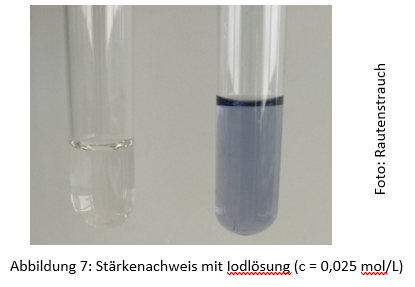 Foto: Rautenstrauch
Abbildung 7: Stärkenachweis mit Iodlösung (c = 0,025 mol/L)